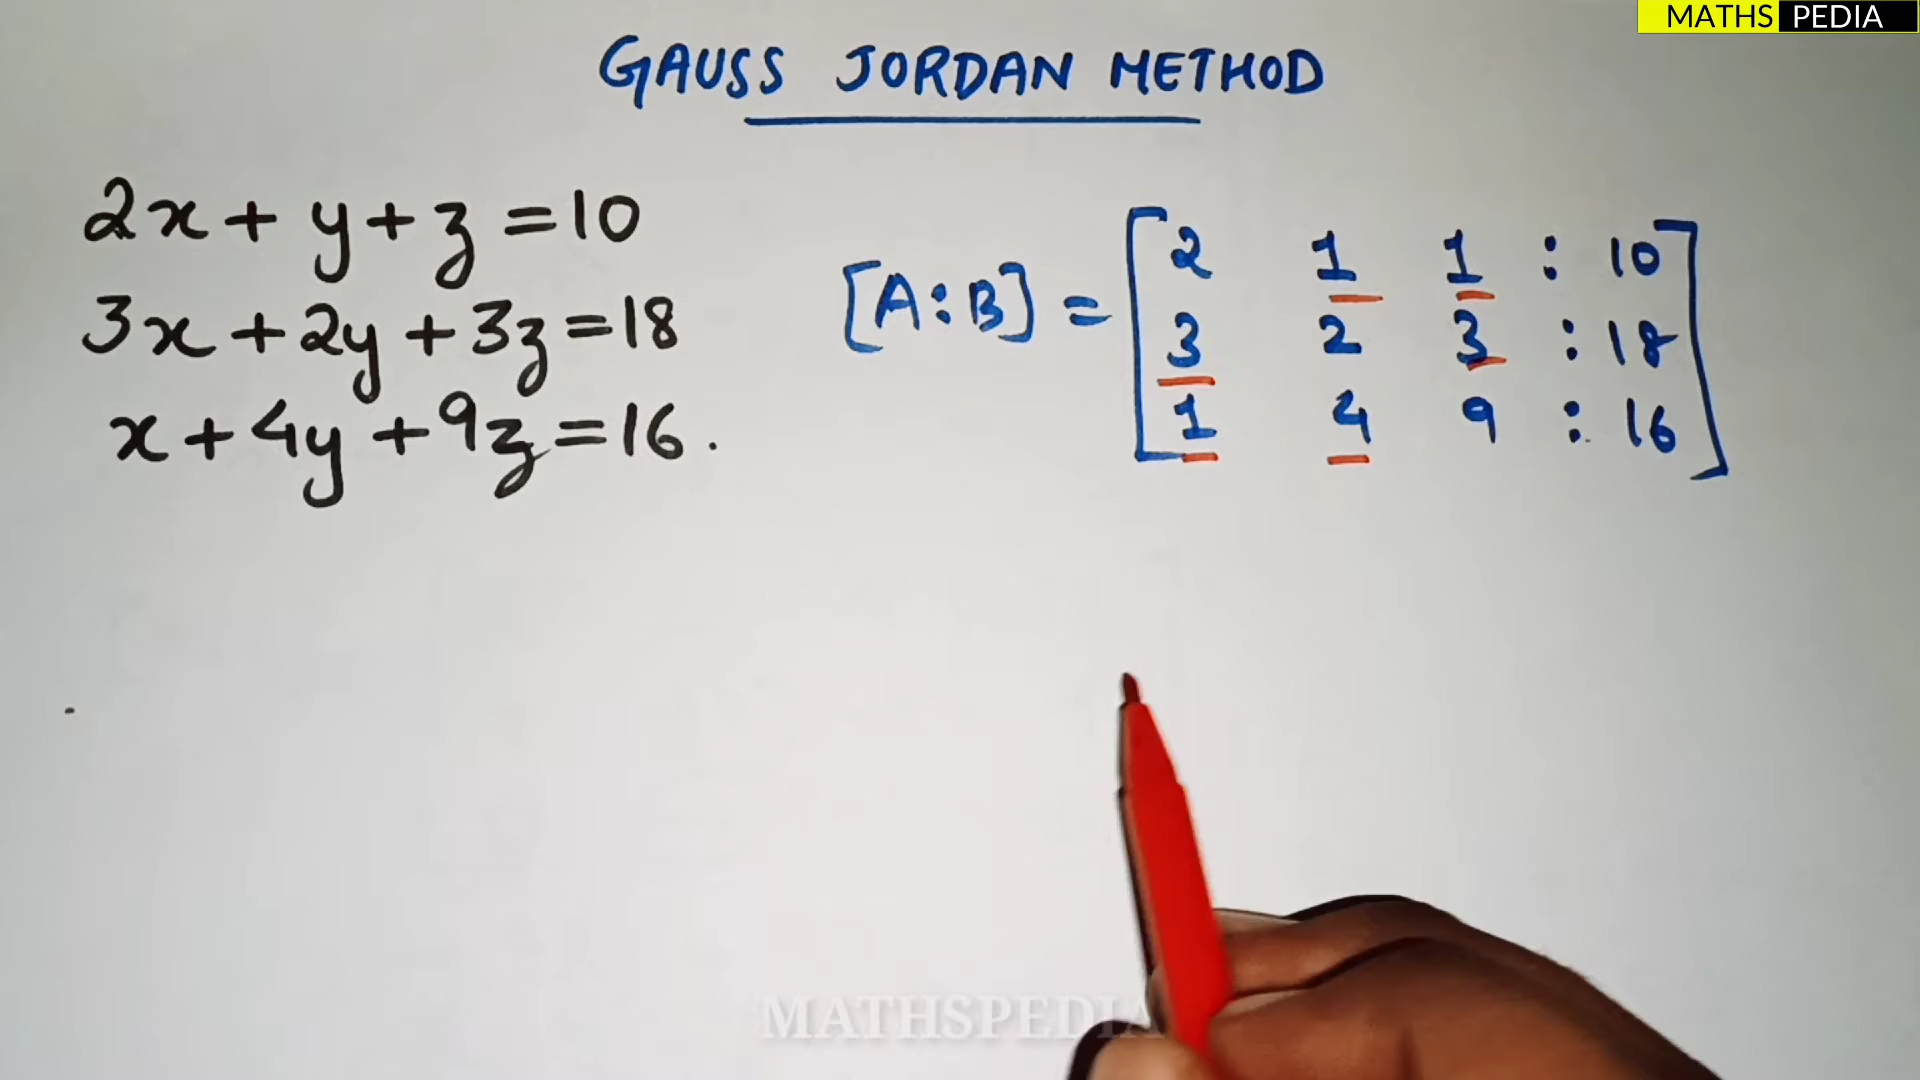 MATHS PEDIA
GAUSS JORDAN METHOD
2x + y + z = 10
3x + 2y + 3z = 18
x + 4y + 9z = 16.
[A:B] =
2 1 1 : 10
3 2 3 : 18
1 4 9 : 16
MATHSPEDIA